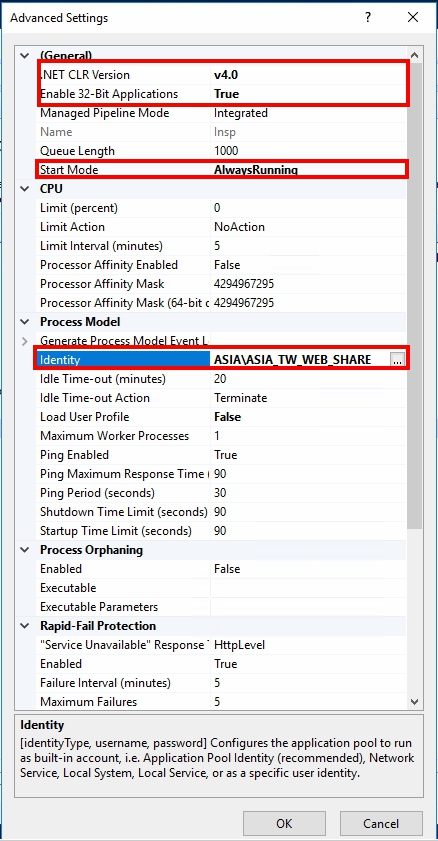 Advanced Settings ? ×
(General)
.NET CLR Version v4.0
Enable 32-Bit Applications True
Managed Pipeline Mode Integrated
Name Insp
Queue Length 1000
Start Mode AlwaysRunning
CPU
Limit (percent) 0
Limit Action NoAction
Limit Interval (minutes) 5
Processor Affinity Enabled False
Processor Affinity Mask 4294967295
Processor Affinity Mask (64-bit c 4294967295
Process Model
Generate Process Model Event L
Identity ASIA\ASIA_TW_WEB_SHARE ...
Idle Time-out (minutes) 20
Idle Time-out Action Terminate
Load User Profile False
Maximum Worker Processes 1
Ping Enabled True
Ping Maximum Response Time ( 90
Ping Period (seconds) 30
Shutdown Time Limit (seconds) 90
Startup Time Limit (seconds) 90
Process Orphaning
Enabled False
Executable
Executable Parameters
Rapid-Fail Protection
"Service Unavailable" Response T HttpLevel
Enabled True
Failure Interval (minutes) 5
Maximum Failures 5
Identity
[identityType, username, password] Configures the application pool to run
as built-in account, i.e. Application Pool Identity (recommended), Network
Service, Local System, Local Service, or as a specific user identity.
OK Cancel